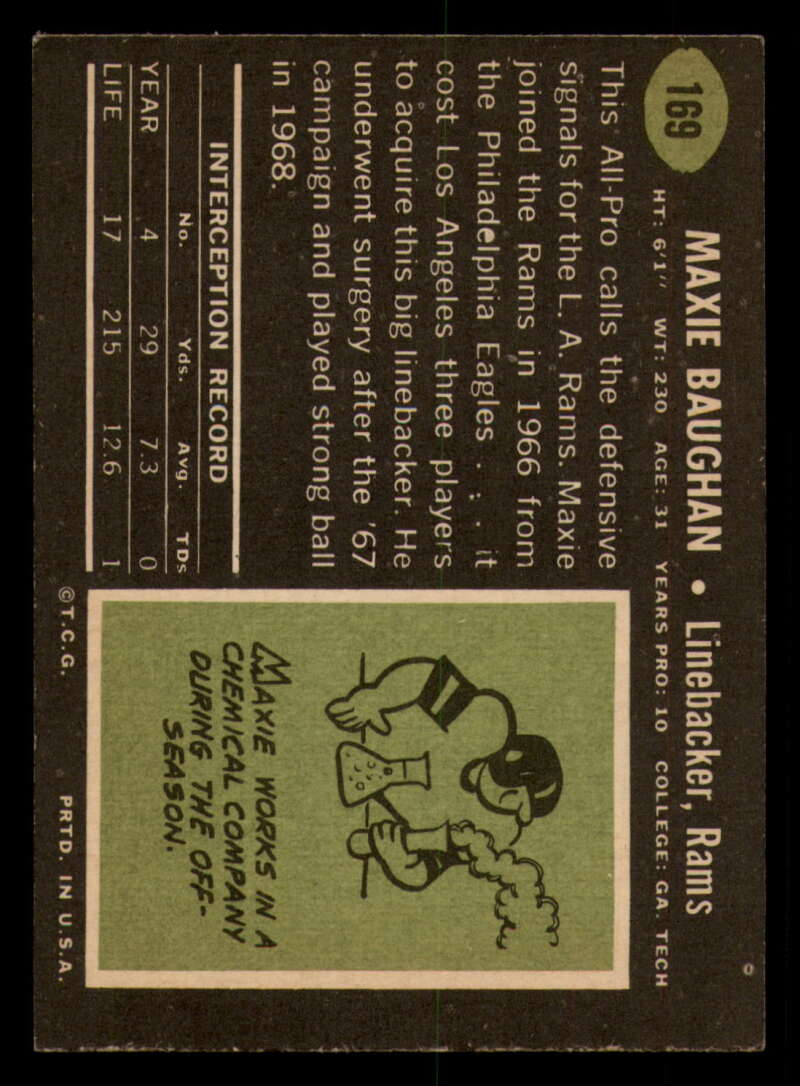 169
MAXIE BAUGHAN • Linebacker, Rams
HT: 6'1" WT: 230 AGE: 31 YEARS PRO: 10 COLLEGE: GA. TECH
This All-Pro calls the defensive
signals for the L. A. Rams. Maxie
joined the Rams in 1966 from
the Philadelphia Eagles . . . it
cost Los Angeles three players
to acquire this big linebacker. He
underwent surgery after the '67
campaign and played strong ball
in 1968.
INTERCEPTION RECORD
No. Yds. Avg. TDs
YEAR 4 29 7.3 0
LIFE 17 215 12.6 1
MAXIE WORKS IN A
CHEMICAL COMPANY
DURING THE OFF-
SEASON.
©T.C.G. PRTD. IN U.S.A.